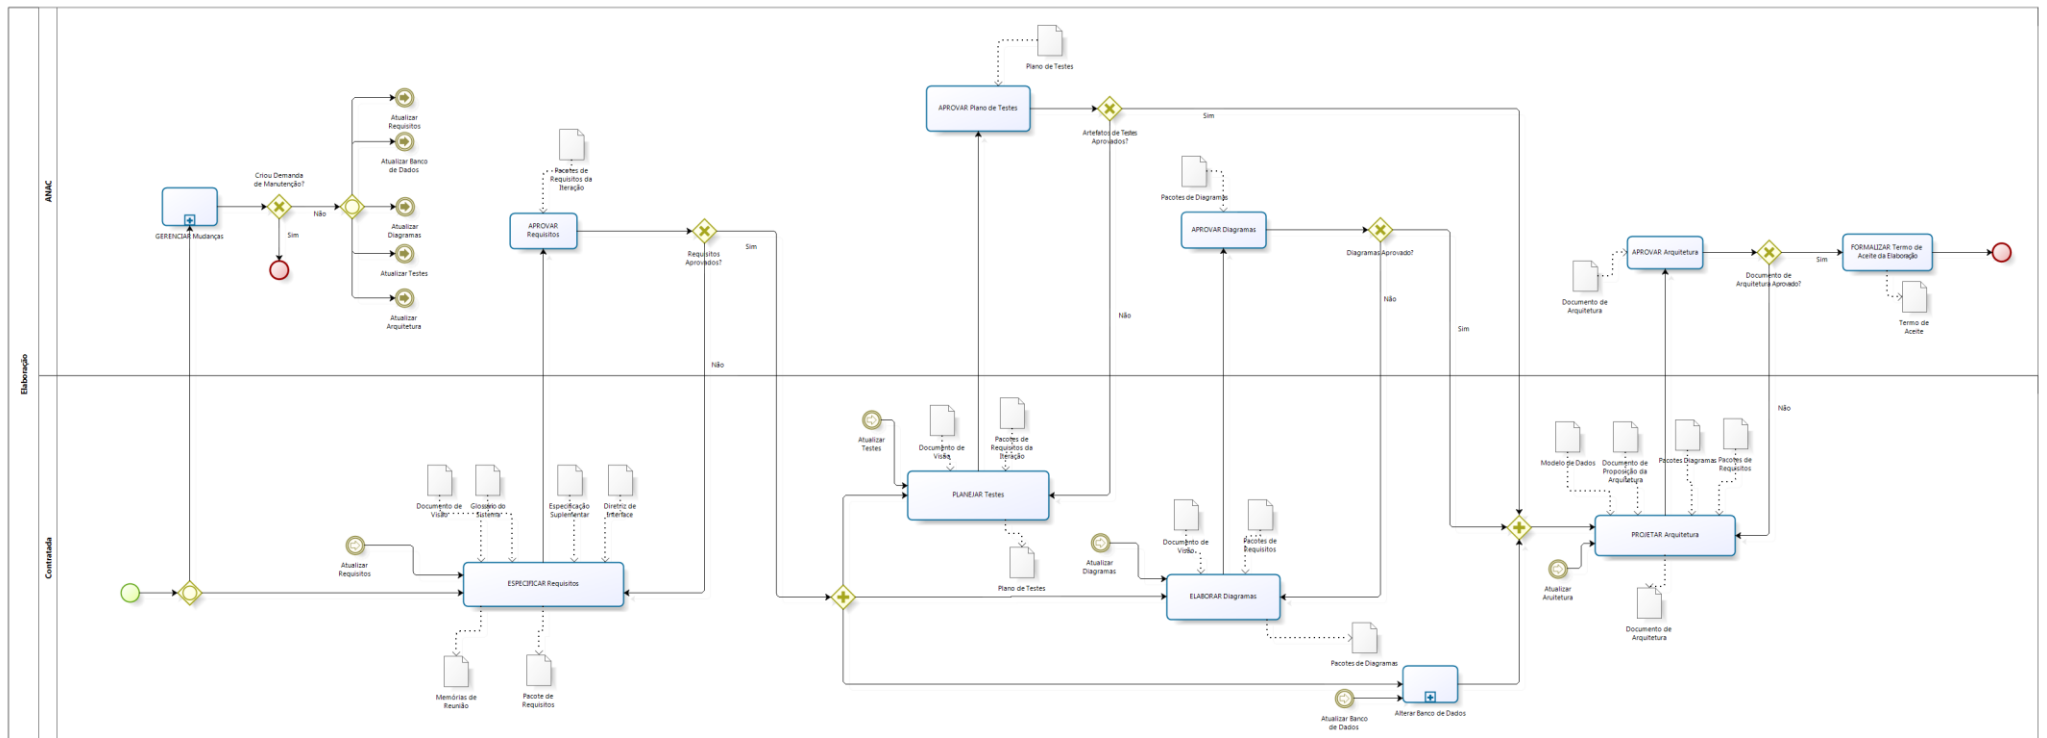 Elaboração
ANAC
Contratada
Plano de Testes
APROVAR Plano de Testes
Artefatos de Testes
Aprovados?
Sim
Não
Atualizar
Requisitos
Atualizar Banco
de Dados
Atualizar
Diagramas
Atualizar Testes
Atualizar
Arquitetura
Criou Demanda
de Manutenção?
Não
Sim
GERENCIAR Mudanças
Pacotes de
Requisitos da
Iteração
APROVAR
Requisitos
Requisitos
Aprovados?
Sim
Não
Pacotes de Diagramas
APROVAR Diagramas
Diagramas Aprovado?
Não
Sim
Documento de
Arquitetura
APROVAR Arquitetura
Documento de
Arquitetura Aprovado?
Sim
Não
FORMALIZAR Termo de
Aceite da Elaboração
Termo de
Aceite
Atualizar
Requisitos
Documento de
Visão
Glossário do
Sistema
Especificação
Suplementar
Diretriz de
Interface
ESPECIFICAR Requisitos
Memórias de
Reunião
Pacote de
Requisitos
Atualizar
Testes
Documento de
Visão
Pacotes de
Requisitos da
Iteração
PLANEJAR Testes
Plano de Testes
Atualizar
Diagramas
Documento de
Visão
Pacotes de
Requisitos
ELABORAR Diagramas
Pacotes de Diagramas
Atualizar Banco
de Dados
Alterar Banco de Dados
Modelo de Dados
Documento de
Proposição da
Arquitetura
Pacotes Diagramas
Pacotes de
Requisitos
PROJETAR Arquitetura
Atualizar
Aruitetura
Documento de
Arquitetura